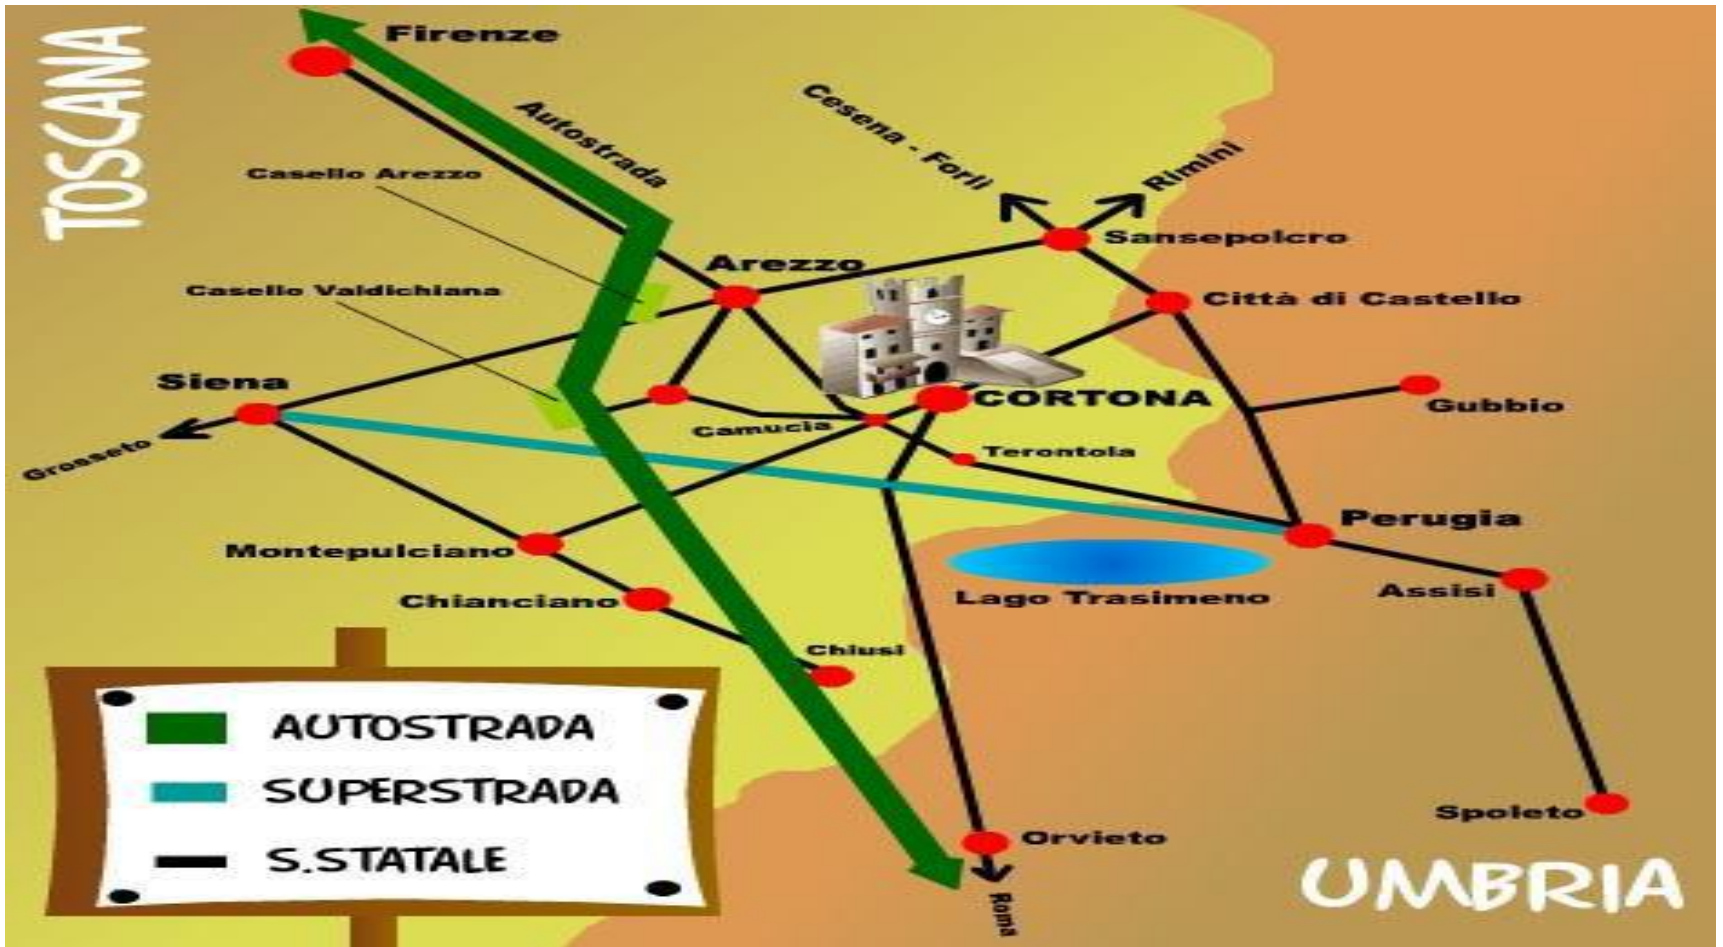 TOSCANA
Firenze
Autostrada
Cesena - Forlì
Rimini
Casello Arezzo
Sansepolcro
Arezzo
Casello Valdichiana
Città di Castello
Siena
CORTONA
Gubbio
Camucia
Grosseto
Terontola
Perugia
Montepulciano
Assisi
Chianciano
Lago Trasimeno
Chiusi
AUTOSTRADA
SUPERSTRADA
S.STATALE
Spoleto
Orvieto
Roma
UMBRIA